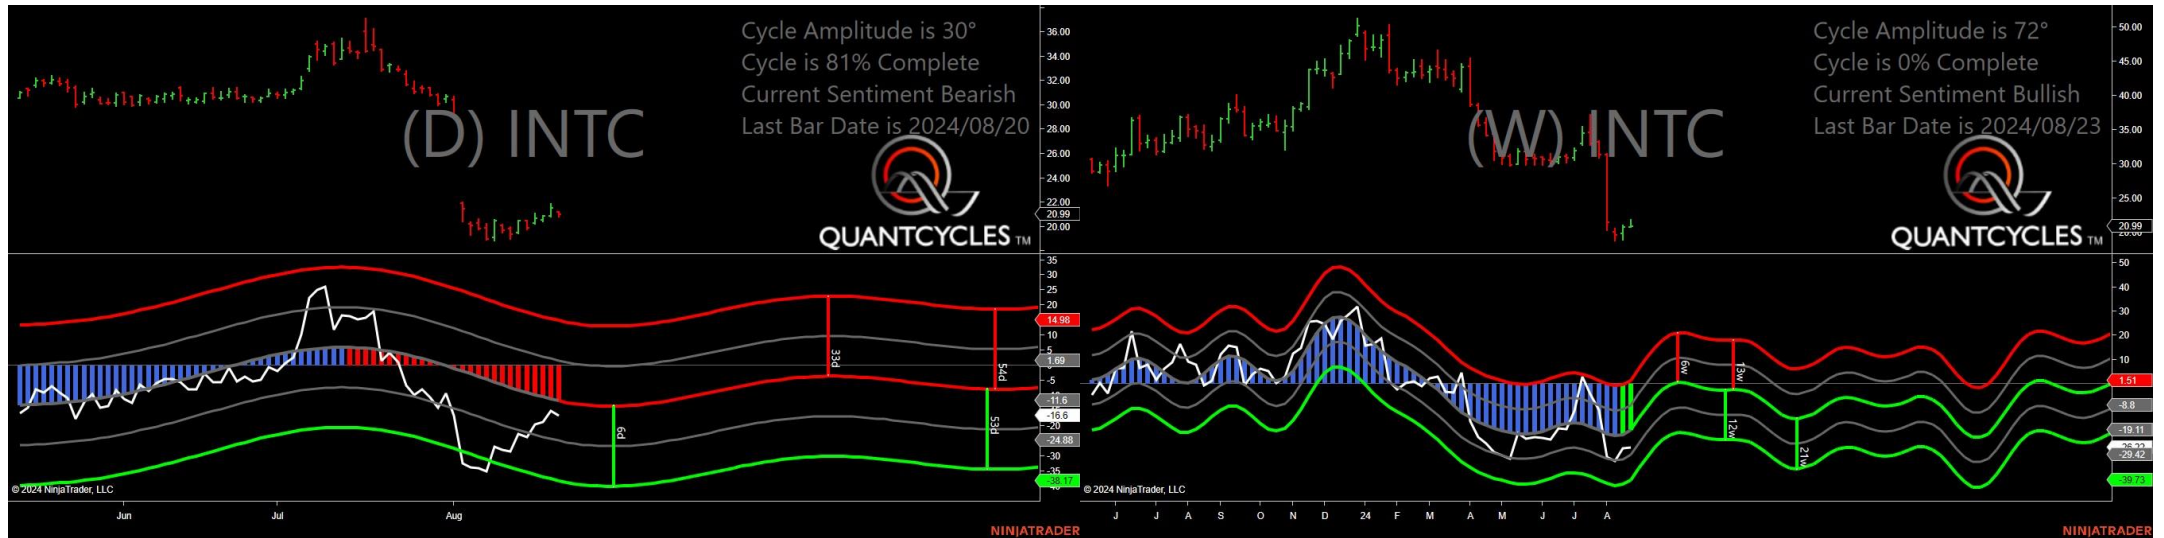 Cycle Amplitude is 30°
Cycle is 81% Complete
Current Sentiment Bearish
Last Bar Date is 2024/08/20
(D) INTC
QUANTCYCLES TM
36.00
34.00
32.00
30.00
28.00
26.00
24.00
22.00
20.99
20.00
35
30
25
20
14.98
10
5
1.69
-5
-11.6
-16.6
-20
-24.88
-30
-35
-38.17
33d
54d
53d
6d
© 2024 NinjaTrader, LLC
Jun Jul Aug
NINJATRADER
Cycle Amplitude is 72°
Cycle is 0% Complete
Current Sentiment Bullish
Last Bar Date is 2024/08/23
(W) INTC
QUANTCYCLES TM
50.00
45.00
40.00
35.00
30.00
25.00
20.99
50
40
30
20
10
1.51
-8.8
-19.11
-29.42
-39.73
6w
13w
12w
21w
© 2024 NinjaTrader, LLC
J J A S O N D 24 F M A M J J A
NINJATRADER